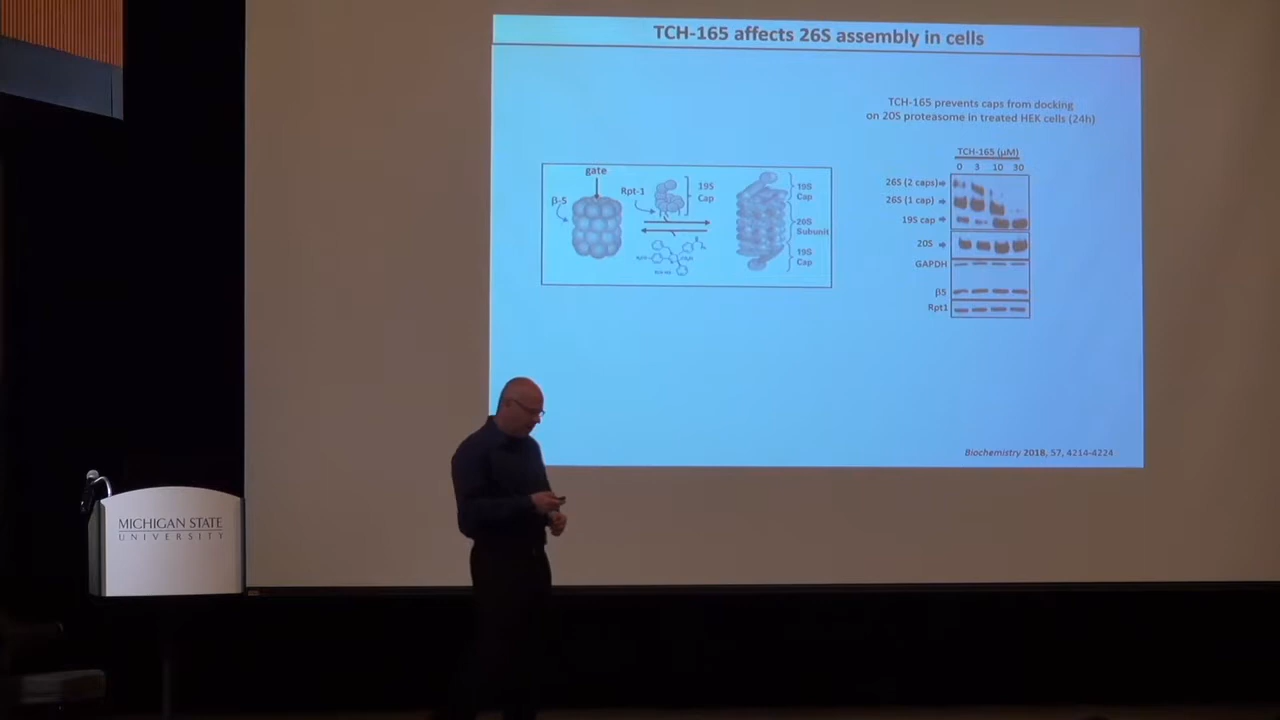 TCH-165 affects 26S assembly in cells
TCH-165 prevents caps from docking
on 20S proteasome in treated HEK cells (24h)
gate
β-5
Rpt-1
19S
Cap
19S
Cap
20S
Subunit
19S
Cap
TCH-165 (μM)
0 3 10 30
26S (2 caps)
26S (1 cap)
19S cap
20S
GAPDH
β5
Rpt1
Biochemistry 2018, 57, 4214-4224
MICHIGAN STATE
UNIVERSITY